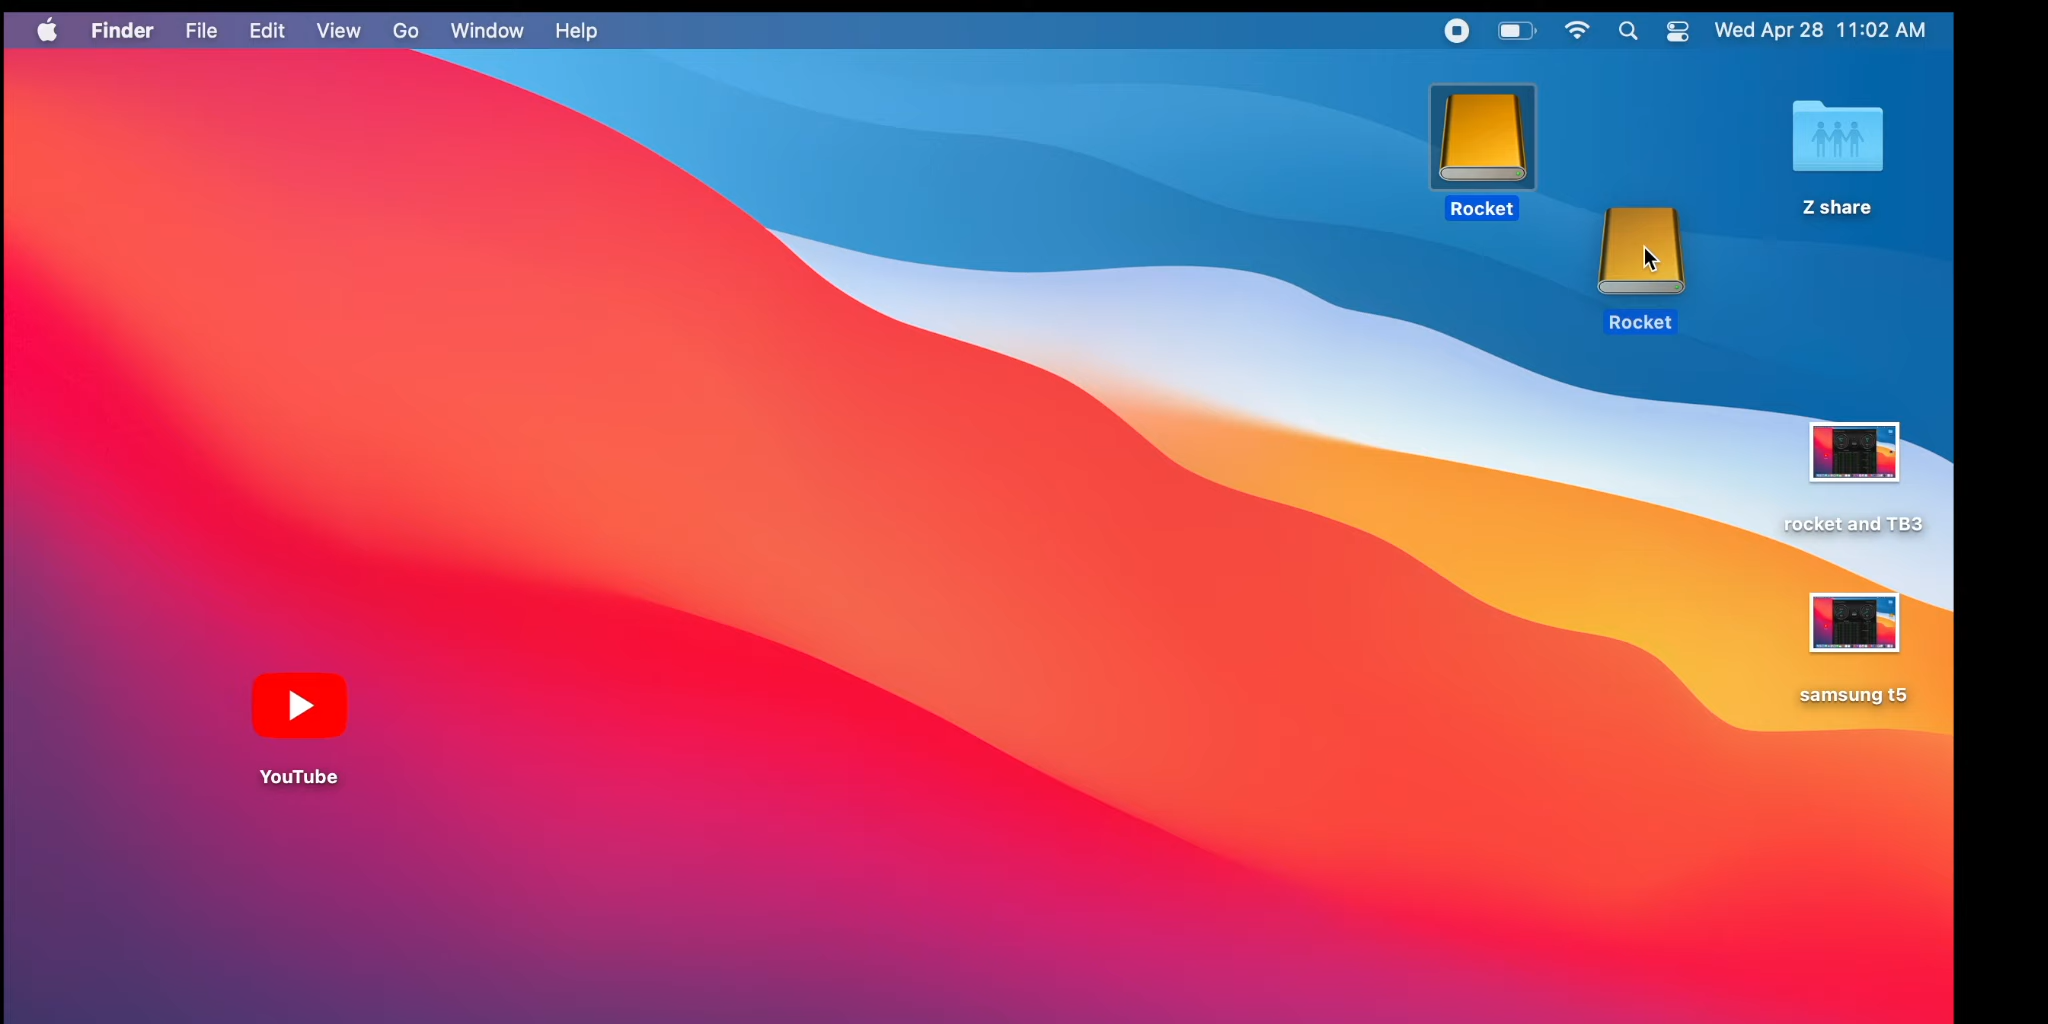 Finder File Edit View Go Window Help Wed Apr 28 11:02 AM
Rocket
Z share
Rocket
rocket and TB3
samsung t5
YouTube